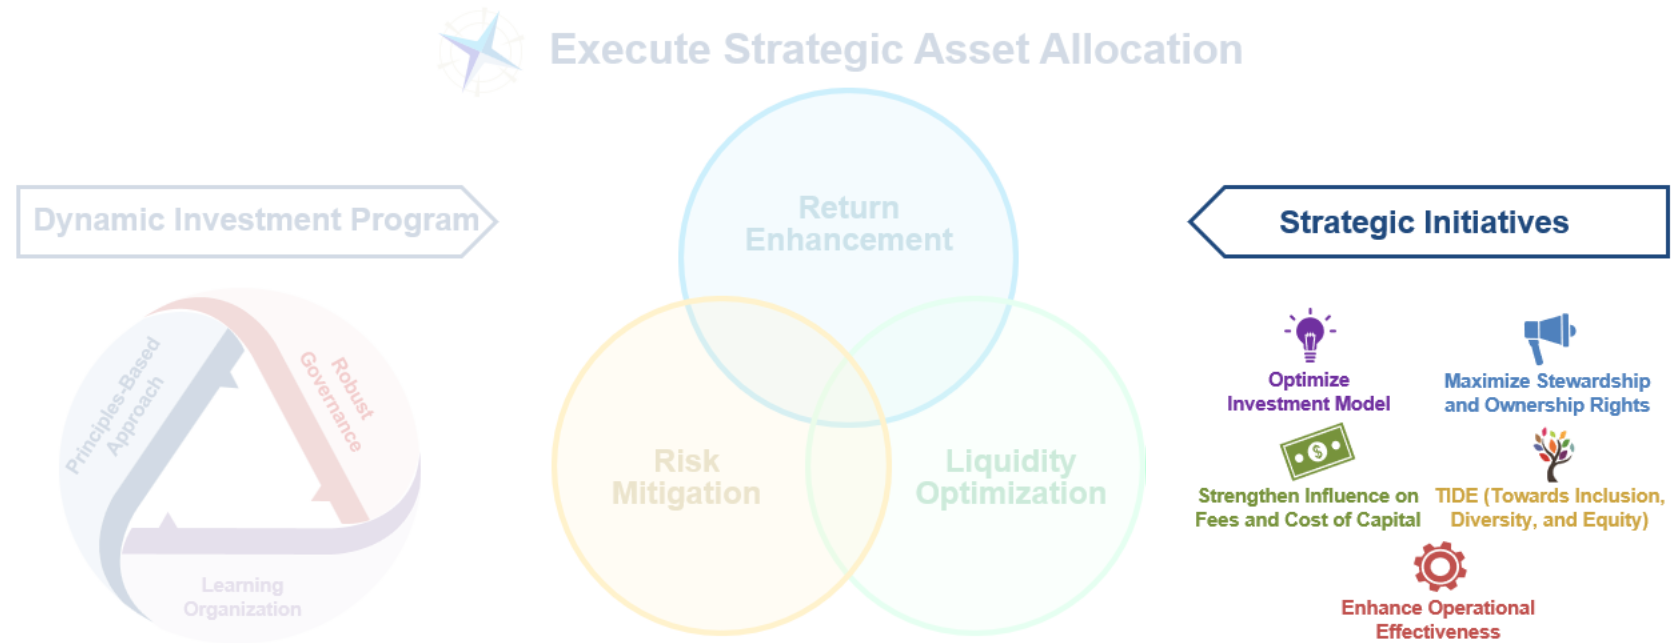 Execute Strategic Asset Allocation
Dynamic Investment Program
Principles-Based
Approach
Robust
Governance
Learning
Organization
Return
Enhancement
Risk
Mitigation
Liquidity
Optimization
Strategic Initiatives
Optimize
Investment Model
Maximize Stewardship
and Ownership Rights
$
Strengthen Influence on
Fees and Cost of Capital
TIDE (Towards Inclusion,
Diversity, and Equity)
Enhance Operational
Effectiveness